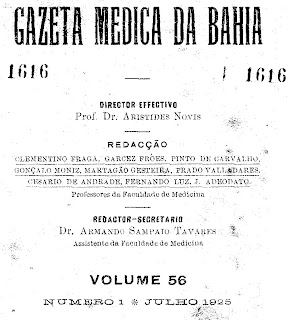 GAZETA MEDICA DA BAHIA
1616 1616
DIRECTOR EFFECTIVO
Prof. Dr. ARISTIDES NOVIS
REDACÇÃO
CLEMENTINO FRAGA, GARCEZ FRÓES, PINTO DE CARVALHO,
GONÇALO MONIZ, MARTAGÃO GESTEIRA, PRADO VALLADARES,
CESARIO DE ANDRADE, FERNANDO LUZ, J. ADEODATO.
Professores da Faculdade de Medicina
REDACTOR-SECRETARIO
Dr. ARMANDO SAMPAIO TAVARES
Assistente da Faculdade de Medicina
VOLUME 56
NUMERO 1 * JULHO 1925